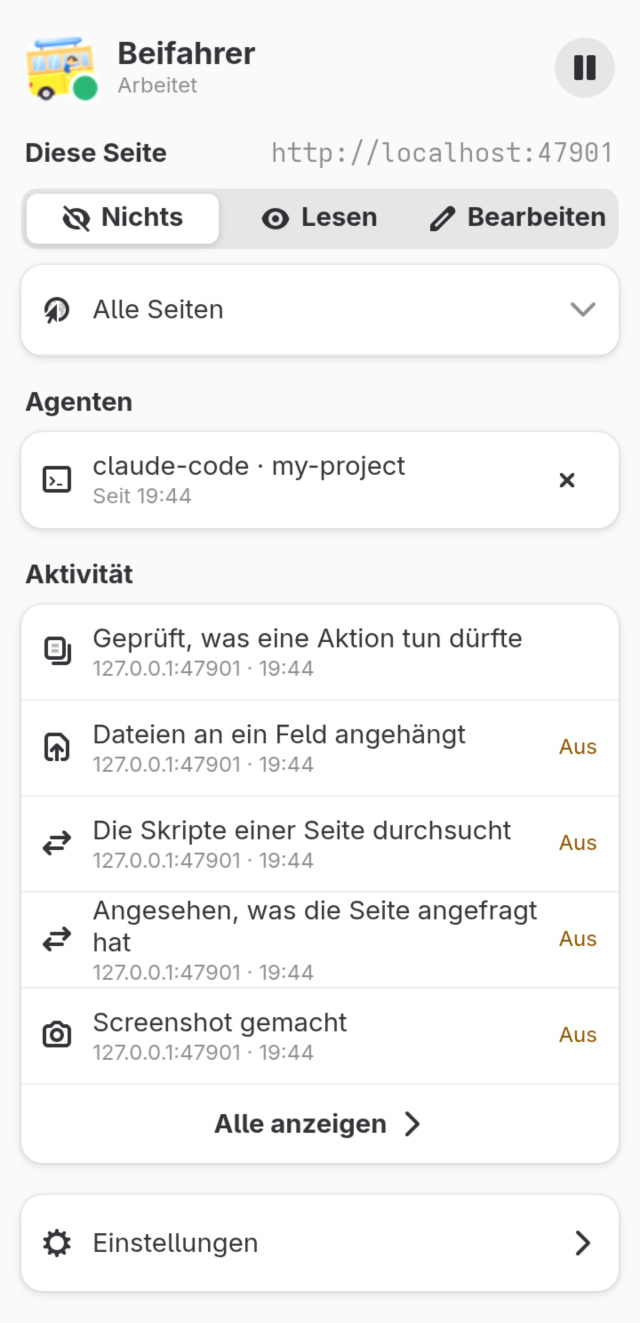 Beifahrer
Arbeitet
Diese Seite
http://localhost:47901
Nichts
Lesen
Bearbeiten
Alle Seiten
Agenten
claude-code · my-project
Seit 19:44
Aktivität
Geprüft, was eine Aktion tun dürfte
127.0.0.1:47901 · 19:44
Dateien an ein Feld angehängt
127.0.0.1:47901 · 19:44
Aus
Die Skripte einer Seite durchsucht
127.0.0.1:47901 · 19:44
Aus
Angesehen, was die Seite angefragt
hat
127.0.0.1:47901 · 19:44
Aus
Screenshot gemacht
127.0.0.1:47901 · 19:44
Aus
Alle anzeigen
Einstellungen